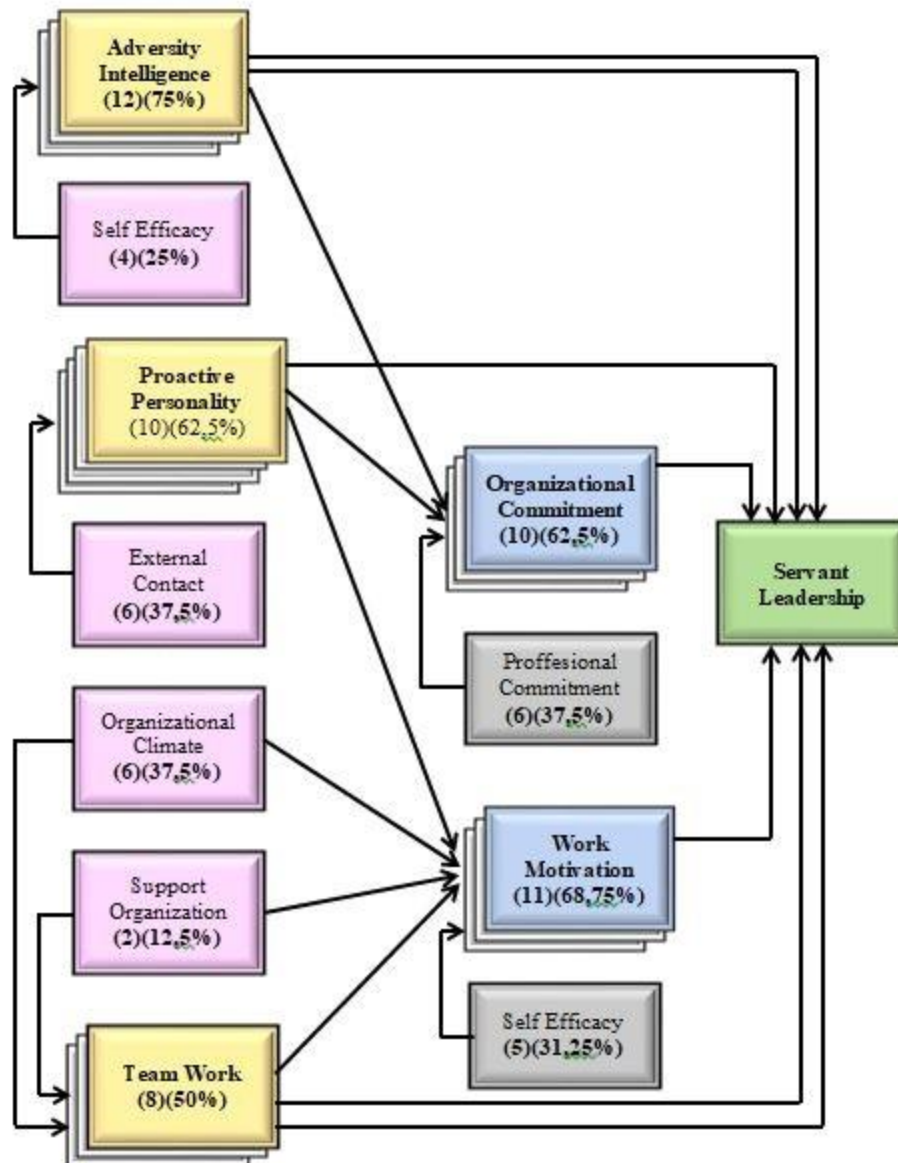 Adversity
Intelligence
(12)(75%)
Self Efficacy
(4)(25%)
Proactive
Personality
(10)(62,5%)
External
Contact
(6)(37,5%)
Organizational
Climate
(6)(37,5%)
Support
Organization
(2)(12,5%)
Team Work
(8)(50%)
Organizational
Commitment
(10)(62,5%)
Proffesional
Commitment
(6)(37,5%)
Work
Motivation
(11)(68,75%)
Self Efficacy
(5)(31,25%)
Servant
Leadership